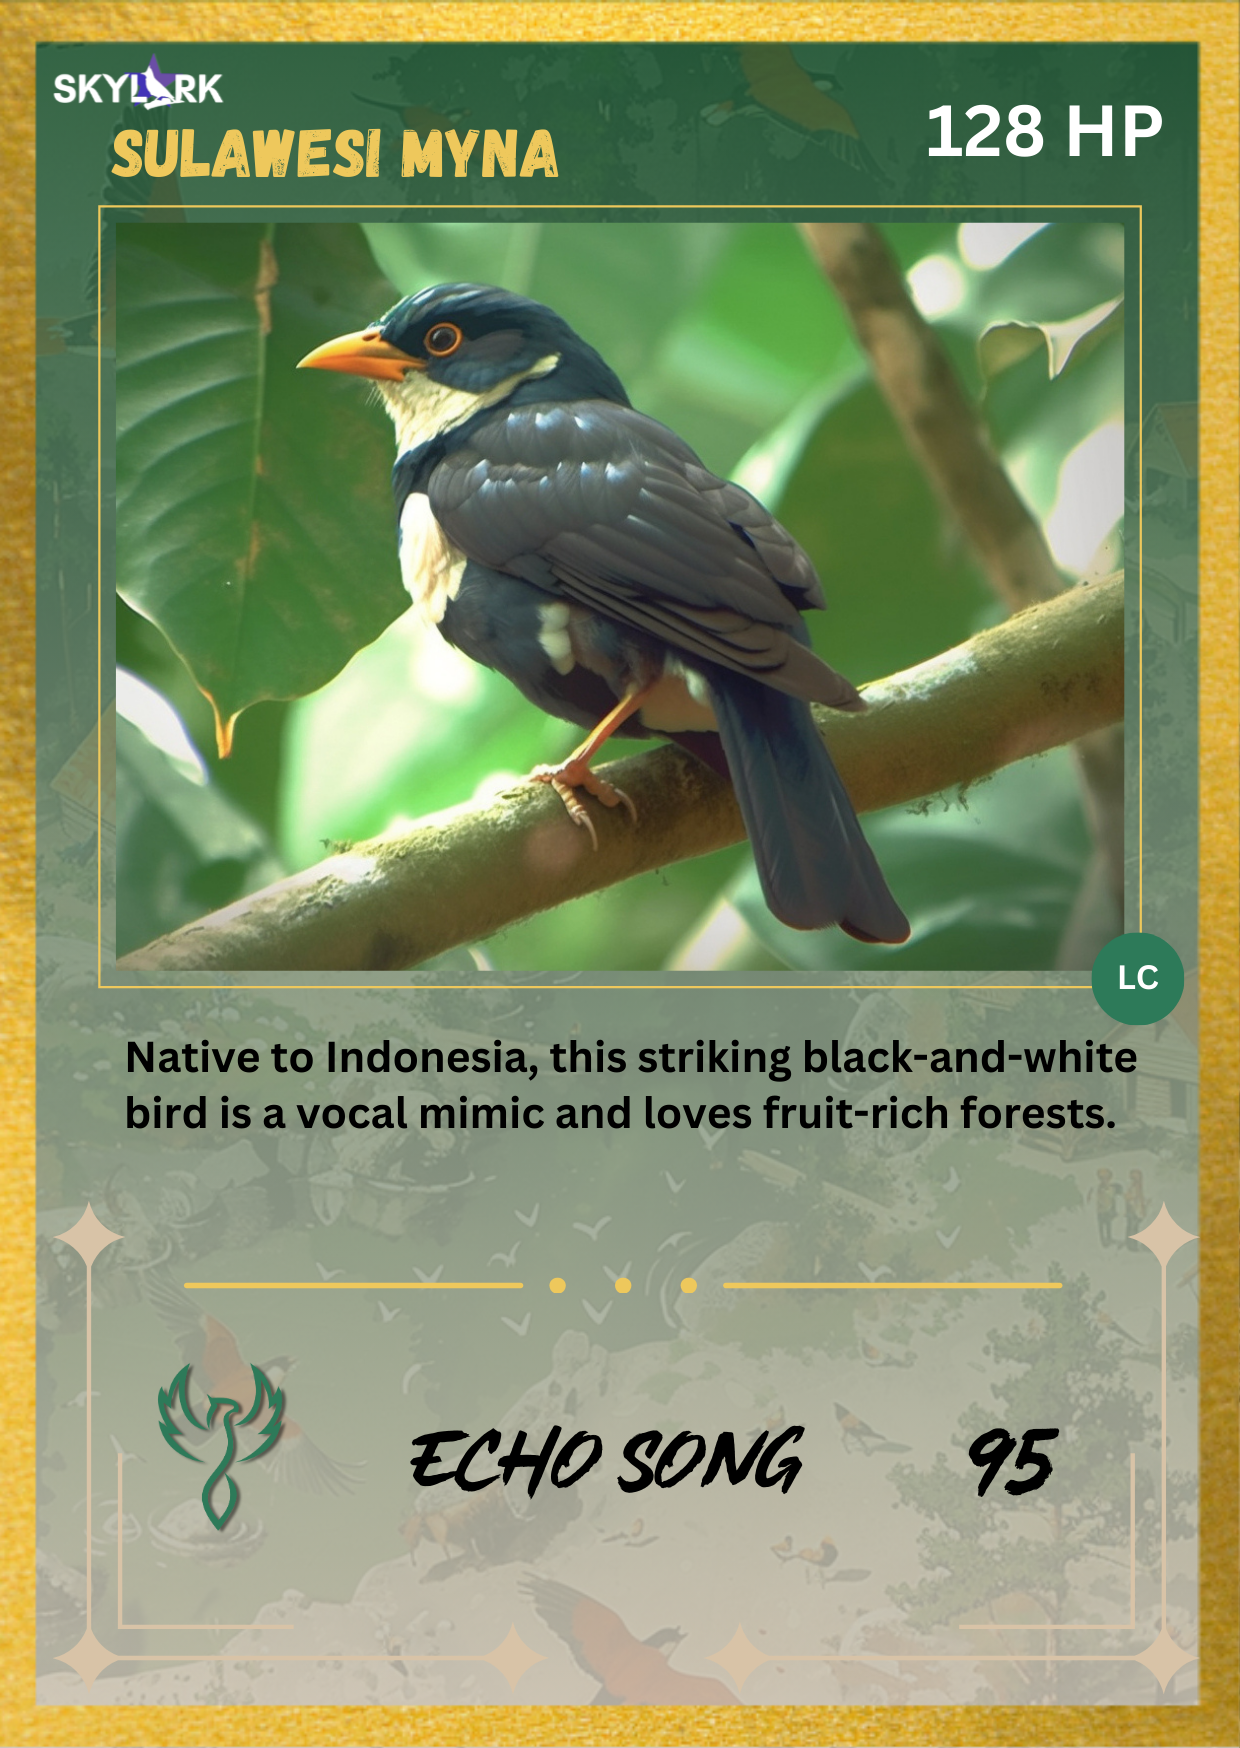 SKYLARK
SULAWESI MYNA
128 HP
LC
Native to Indonesia, this striking black-and-white
bird is a vocal mimic and loves fruit-rich forests.
ECHO SONG 95